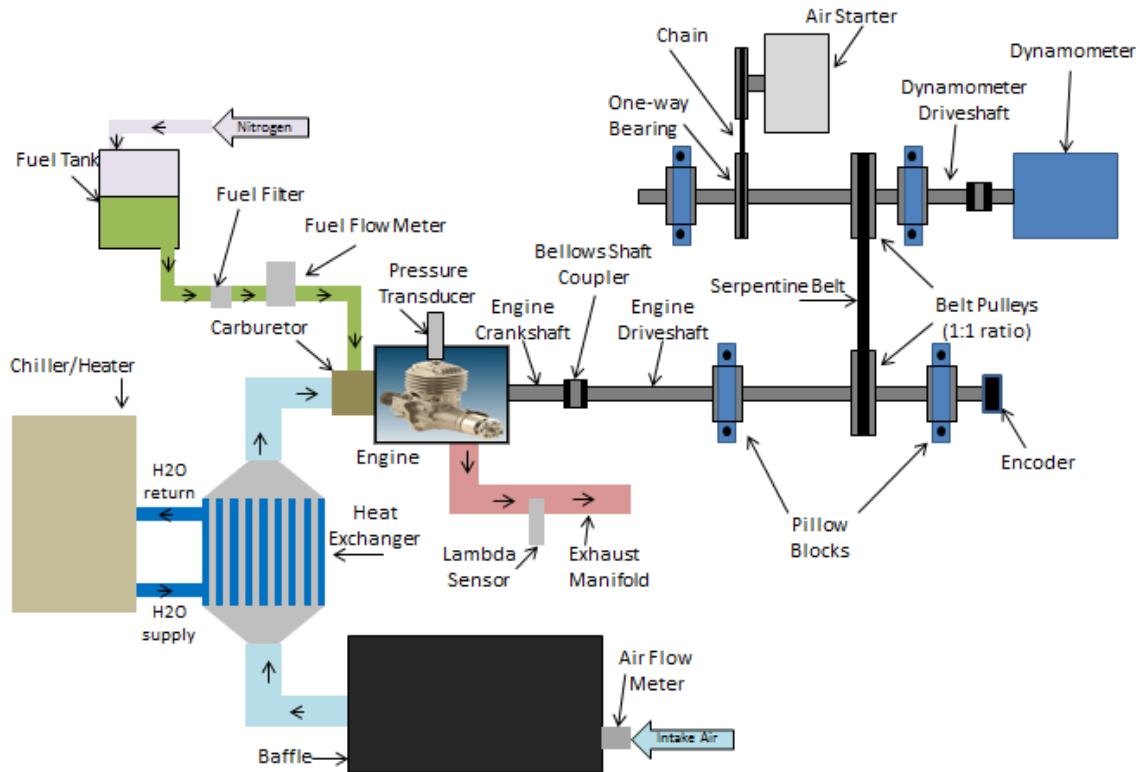 Air Starter
Chain
Dynamometer
Dynamometer
Driveshaft
One-way
Bearing
Nitrogen
Fuel Tank
Fuel Filter
Fuel Flow Meter
Bellows Shaft
Coupler
Pressure
Transducer
Serpentine Belt
Engine
Crankshaft
Engine
Driveshaft
Belt Pulleys
(1:1 ratio)
Carburetor
Chiller/Heater
Engine
Encoder
H2O
return
Heat
Exchanger
Lambda
Sensor
Exhaust
Manifold
Pillow
Blocks
H2O
supply
Air Flow
Meter
Intake Air
Baffle